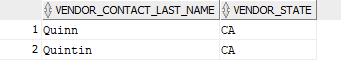 VENDOR_CONTACT_LAST_NAME VENDOR_STATE
1 Quinn CA
2 Quintin CA